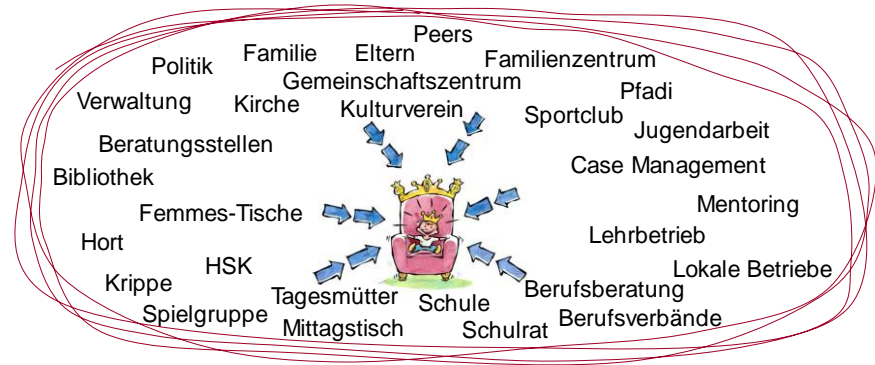 Peers
Politik
Familie
Eltern
Familienzentrum
Gemeinschaftszentrum
Pfadi
Verwaltung
Kirche
Kulturverein
Sportclub
Jugendarbeit
Beratungsstellen
Case Management
Bibliothek
Femmes-Tische
Mentoring
Hort
Lehrbetrieb
HSK
Lokale Betriebe
Krippe
Tagesmütter
Schule
Berufsberatung
Spielgruppe
Mittagstisch
Schulrat
Berufsverbände